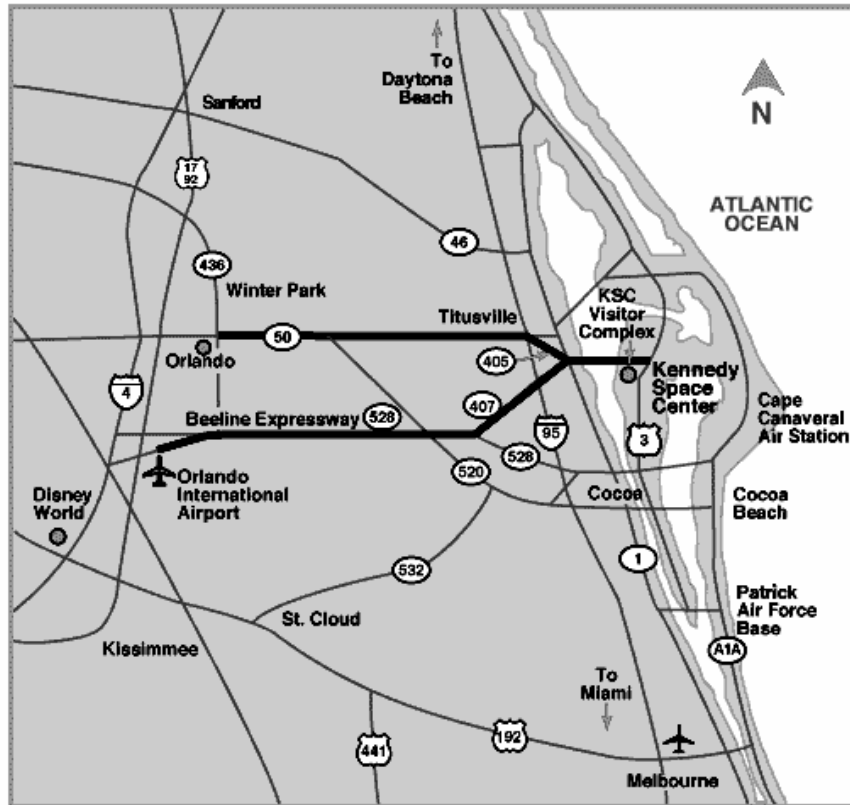 To
Daytona
Beach
N
Sanford
17
92
ATLANTIC
OCEAN
46
436
Winter Park
KSC
Visitor
Complex
Titusville
50
Orlando
405
Kennedy
Space
Center
4
407
Cape
Canaveral
Air Station
Beeline Expressway
528
95
3
528
520
Orlando
International
Airport
Disney
World
Cocoa
Cocoa
Beach
1
532
Patrick
Air Force
Base
St. Cloud
Kissimmee
A1A
To
Miami
192
441
Melbourne